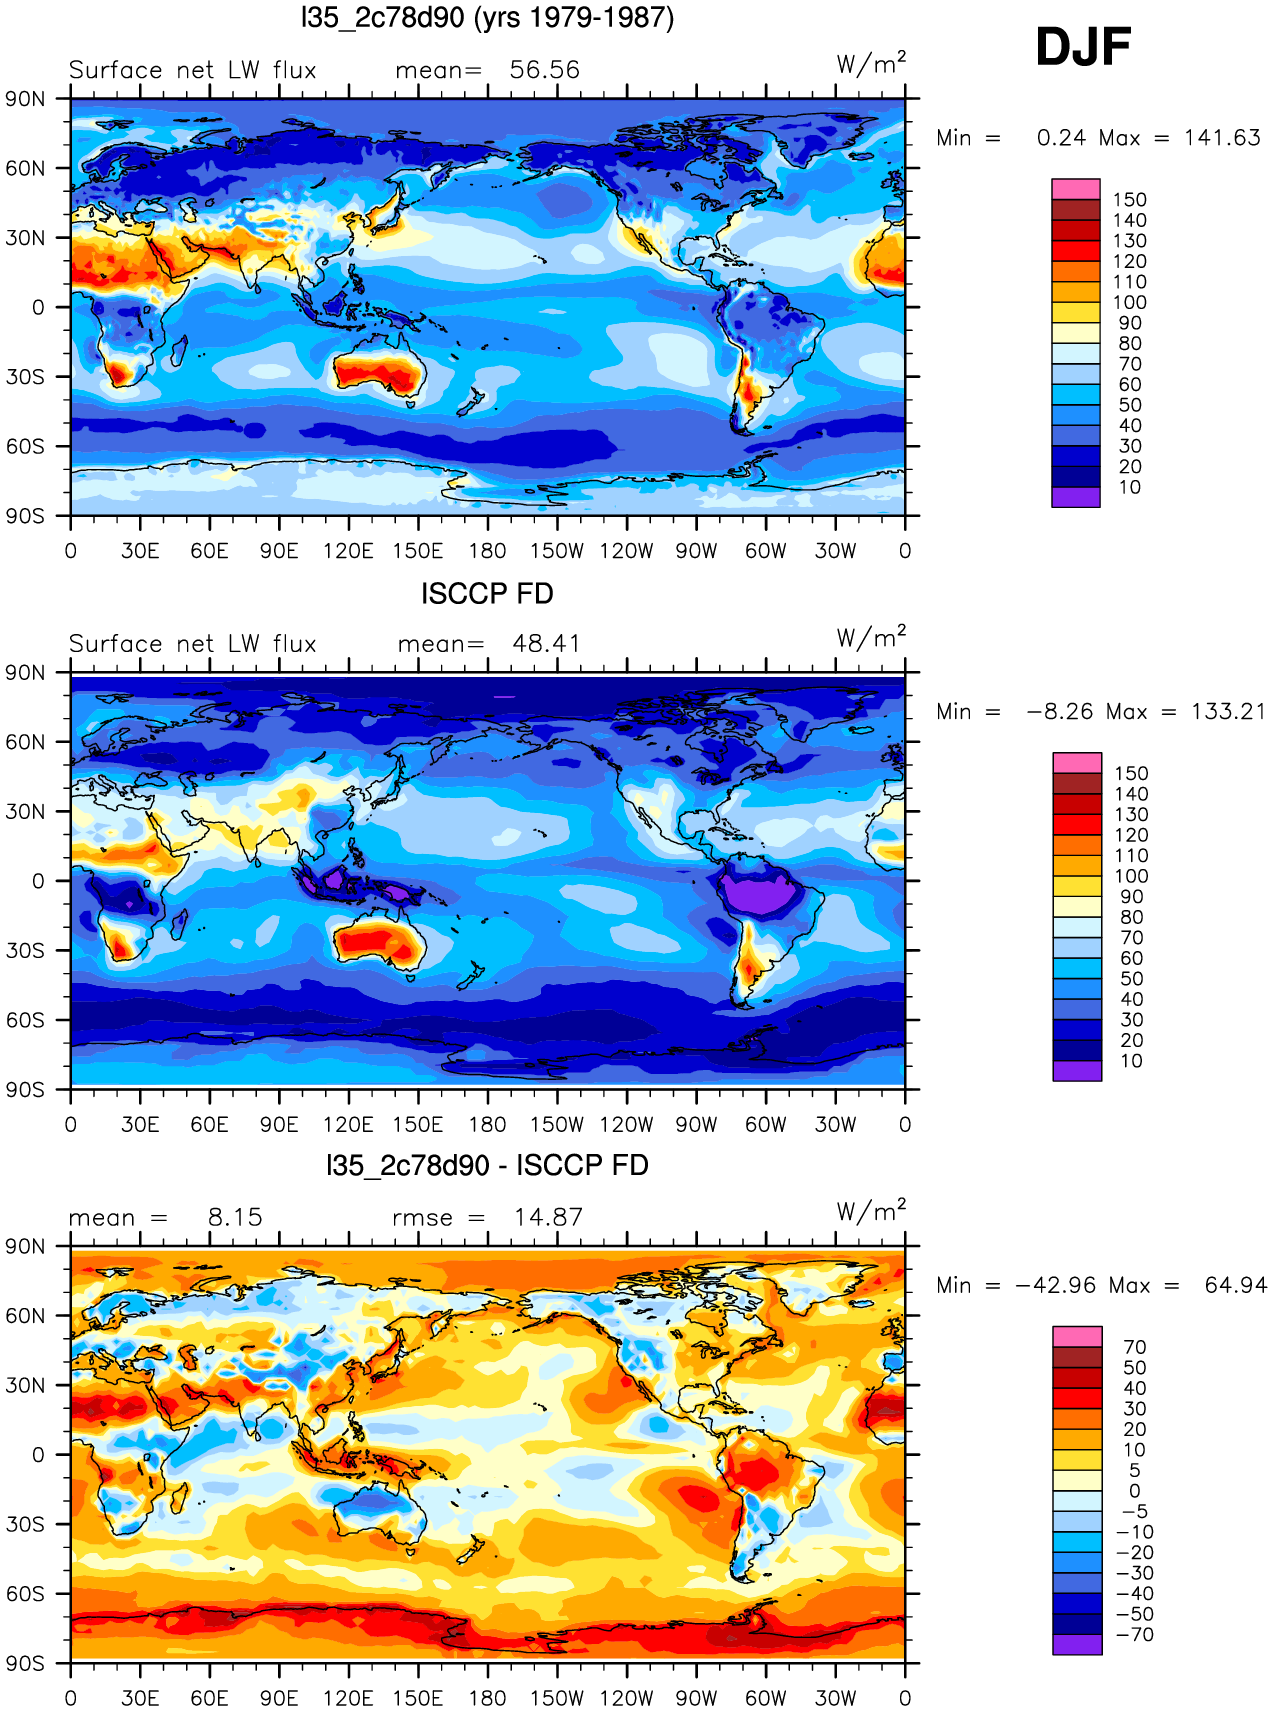 l35_2c78d90 (yrs 1979-1987)
DJF
Surface net LW flux mean= 56.56 W/m²
Min = 0.24 Max = 141.63
90N
60N
30N
0
30S
60S
90S
0 30E 60E 90E 120E 150E 180 150W 120W 90W 60W 30W 0
150
140
130
120
110
100
90
80
70
60
50
40
30
20
10
ISCCP FD
Surface net LW flux mean= 48.41 W/m²
Min = −8.26 Max = 133.21
90N
60N
30N
0
30S
60S
90S
0 30E 60E 90E 120E 150E 180 150W 120W 90W 60W 30W 0
150
140
130
120
110
100
90
80
70
60
50
40
30
20
10
l35_2c78d90 - ISCCP FD
mean = 8.15 rmse = 14.87 W/m²
Min = −42.96 Max = 64.94
90N
60N
30N
0
30S
60S
90S
0 30E 60E 90E 120E 150E 180 150W 120W 90W 60W 30W 0
70
50
40
30
20
10
5
0
−5
−10
−20
−30
−40
−50
−70